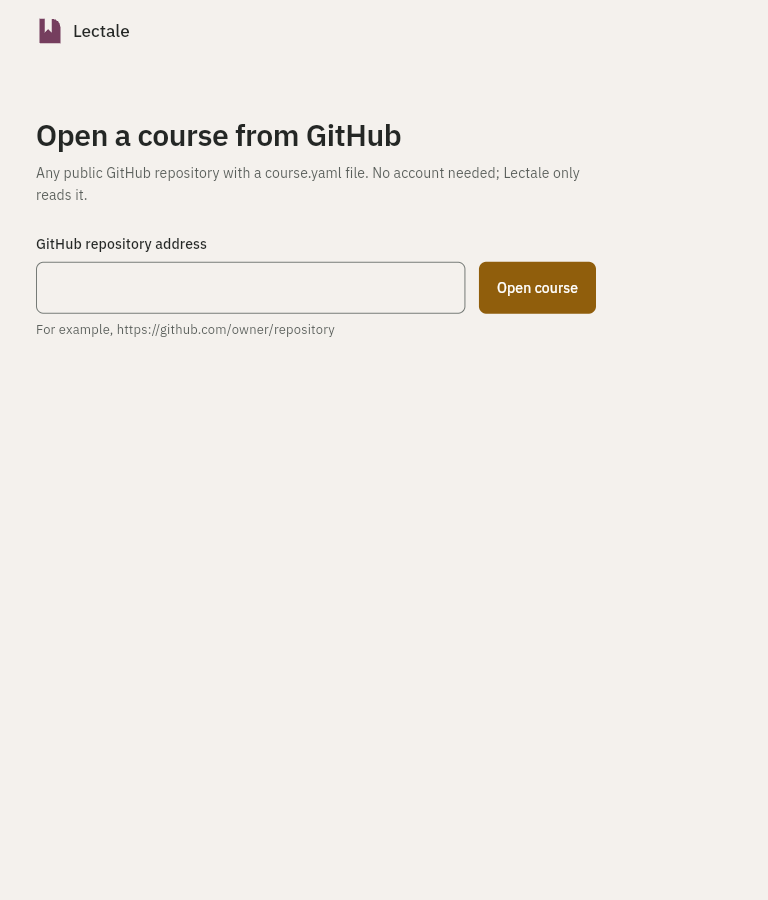 Lectale
Open a course from GitHub
Any public GitHub repository with a course.yaml file. No account needed; Lectale only
reads it.
GitHub repository address
Open course
For example, https://github.com/owner/repository